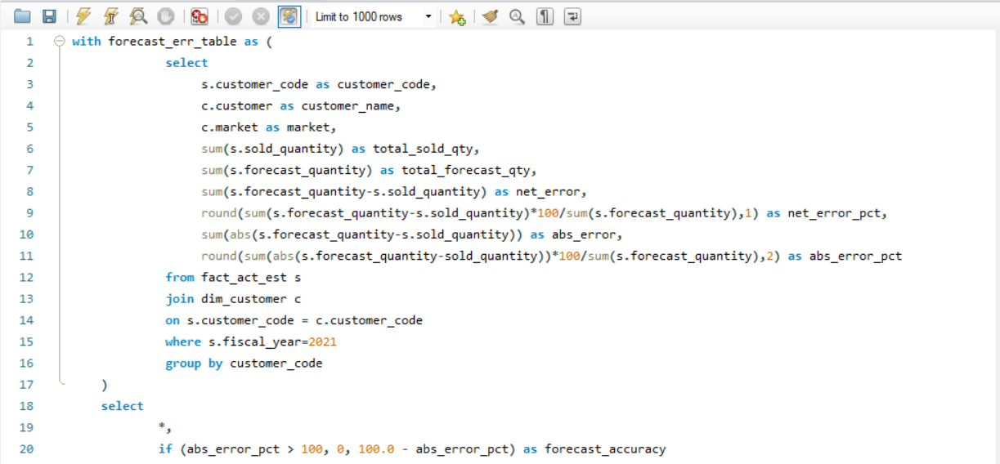 Limit to 1000 rows
1 with forecast_err_table as (
2 select
3 s.customer_code as customer_code,
4 c.customer as customer_name,
5 c.market as market,
6 sum(s.sold_quantity) as total_sold_qty,
7 sum(s.forecast_quantity) as total_forecast_qty,
8 sum(s.forecast_quantity-s.sold_quantity) as net_error,
9 round(sum(s.forecast_quantity-s.sold_quantity)*100/sum(s.forecast_quantity),1) as net_error_pct,
10 sum(abs(s.forecast_quantity-s.sold_quantity)) as abs_error,
11 round(sum(abs(s.forecast_quantity-sold_quantity))*100/sum(s.forecast_quantity),2) as abs_error_pct
12 from fact_act_est s
13 join dim_customer c
14 on s.customer_code = c.customer_code
15 where s.fiscal_year=2021
16 group by customer_code
17 )
18 select
19 *,
20 if (abs_error_pct > 100, 0, 100.0 - abs_error_pct) as forecast_accuracy